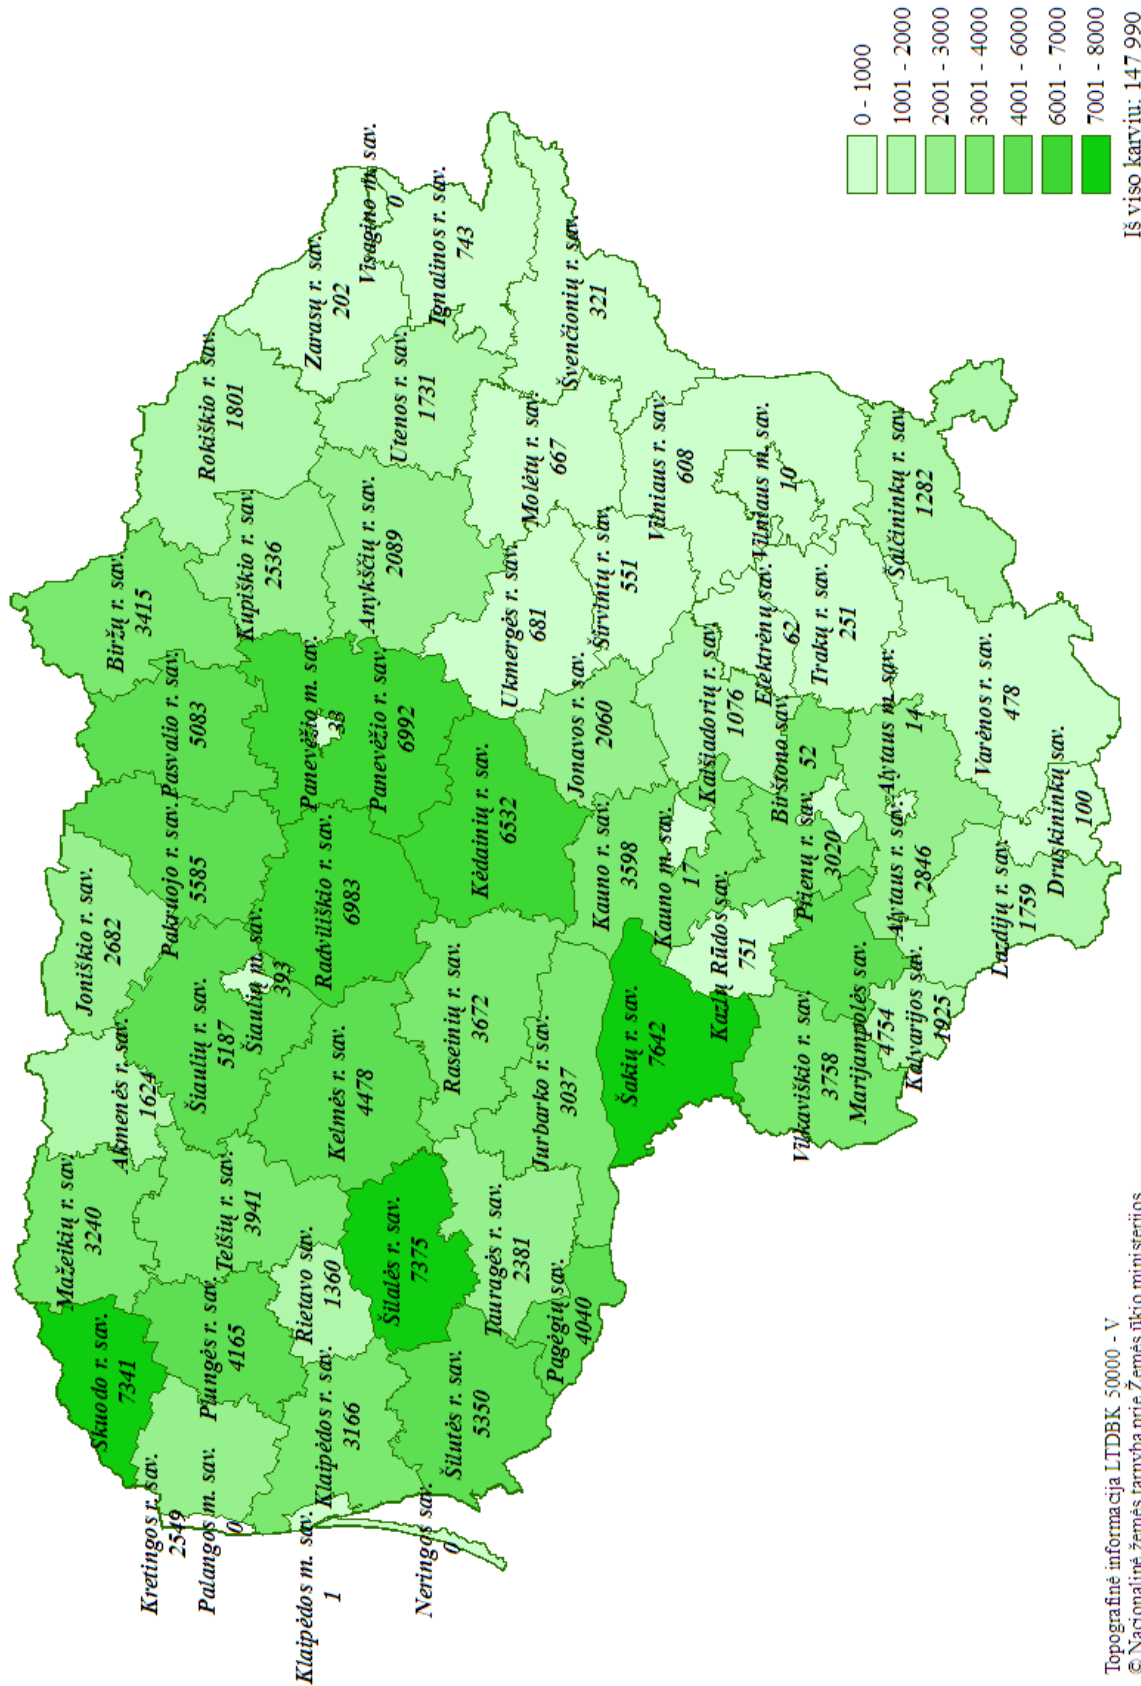 Skuodo r. sav.
7341
Mažeikių r. sav.
3240
Akmenės r. sav.
1624
Joniškio r. sav.
2682
Pakruojo r. sav.
5585
Pasvalio r. sav.
5083
Biržų r. sav.
3415
Rokiškio r. sav.
1801
Kretingos r. sav.
2549
Palangos m. sav.
0
Plungės r. sav.
4165
Telšių r. sav.
3941
Šiaulių r. sav.
5187
Šiaulių m. sav.
393
Kupiškio r. sav.
2536
Zarasų r. sav.
202
Visagino m. sav.
0
Klaipėdos m. sav.
1
Klaipėdos r. sav.
3166
Rietavo sav.
1360
Kelmės r. sav.
4478
Radviliškio r. sav.
6983
Panevėžio m. sav.
33
Panevėžio r. sav.
6992
Anykščių r. sav.
2089
Utenos r. sav.
1731
Ignalinos r. sav.
743
Neringos sav.
0
Šilutės r. sav.
5350
Šilalės r. sav.
7375
Raseinių r. sav.
3672
Kėdainių r. sav.
6532
Ukmergės r. sav.
681
Molėtų r. sav.
667
Švenčionių r. sav.
321
Pagėgių sav.
4040
Tauragės r. sav.
2381
Jurbarko r. sav.
3037
Kauno r. sav.
3598
Jonavos r. sav.
2060
Širvintų r. sav.
551
Vilniaus r. sav.
608
Šakių r. sav.
7642
Kazlų Rūdos sav.
751
Kauno m. sav.
17
Kaišiadorių r. sav.
1076
Elektrėnų sav.
62
Vilniaus m. sav.
10
Vilkaviškio r. sav.
3758
Marijampolės sav.
4754
Prienų r. sav.
3020
Birštono sav.
52
Trakų r. sav.
251
Šalčininkų r. sav.
1282
Kalvarijos sav.
1925
Alytaus r. sav.
2846
Alytaus m. sav.
14
Lazdijų r. sav.
1759
Druskininkų sav.
100
Varėnos r. sav.
478
0 - 1000
1001 - 2000
2001 - 3000
3001 - 4000
4001 - 6000
6001 - 7000
7001 - 8000
Iš viso karvių: 147 990
Topografinė informacija LTDBK 50000 - V
© Nacionalinė žemės tarnyba prie Žemės ūkio ministerijos